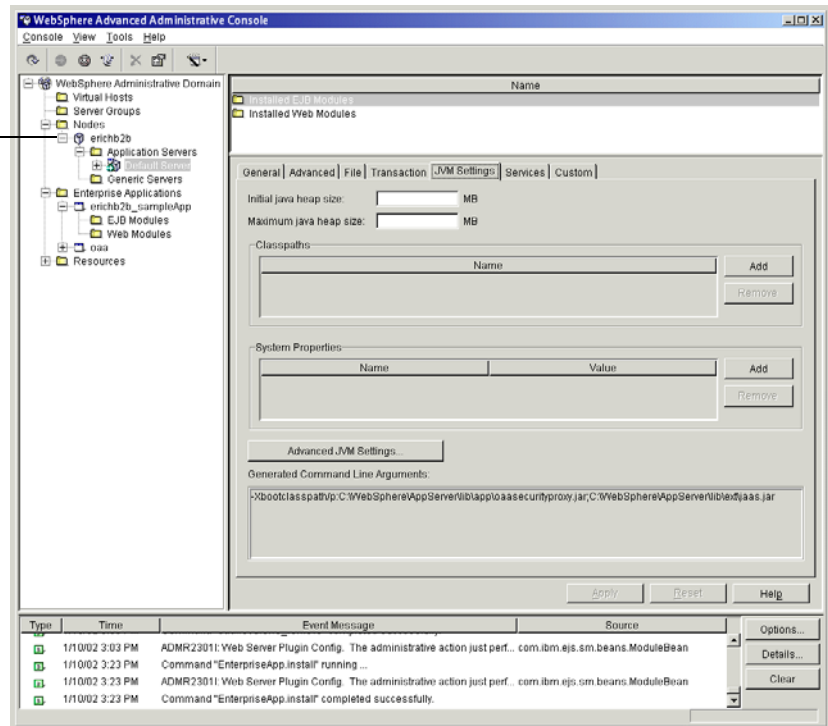 WebSphere Advanced Administrative Console
Console View Tools Help
WebSphere Administrative Domain
Virtual Hosts
Server Groups
Nodes
erichb2b
Application Servers
Default Server
Generic Servers
Enterprise Applications
erichb2b_sampleApp
EJB Modules
Web Modules
oaa
Resources
Name
Installed EJB Modules
Installed Web Modules
General Advanced File Transaction JVM Settings Services Custom
Initial java heap size: MB
Maximum java heap size: MB
Classpaths
Name
Add
Remove
System Properties
Name Value
Add
Remove
Advanced JVM Settings...
Generated Command Line Arguments:
-Xbootclasspath/p:C:\WebSphere\AppServer\lib\app\oaasecurityproxy.jar;C:\WebSphere\AppServer\lib\ext\jaas.jar
Apply Reset Help
Type Time Event Message Source
1/10/02 3:03 PM ADMR2301I: Web Server Plugin Config. The administrative action just perf... com.ibm.ejs.sm.beans.ModuleBean
1/10/02 3:23 PM Command "EnterpriseApp.install" running ...
1/10/02 3:23 PM ADMR2301I: Web Server Plugin Config. The administrative action just perf... com.ibm.ejs.sm.beans.ModuleBean
1/10/02 3:23 PM Command "EnterpriseApp.install" completed successfully.
Options...
Details...
Clear